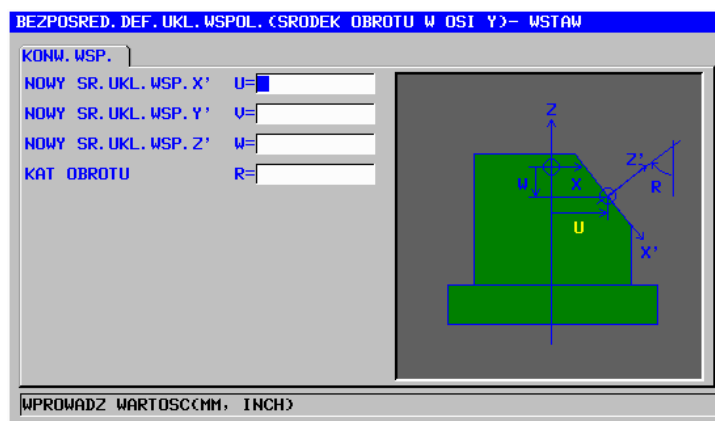 BEZPOSRED.DEF.UKL.WSPOL.(SRODEK OBROTU W OSI Y)- WSTAW
KONW.WSP.
NOWY SR.UKL.WSP.X' U=
NOWY SR.UKL.WSP.Y' V=
NOWY SR.UKL.WSP.Z' W=
KAT OBROTU R=
Z
Z'
W
X
R
U
X'
WPROWADZ WARTOSC(MM, INCH)